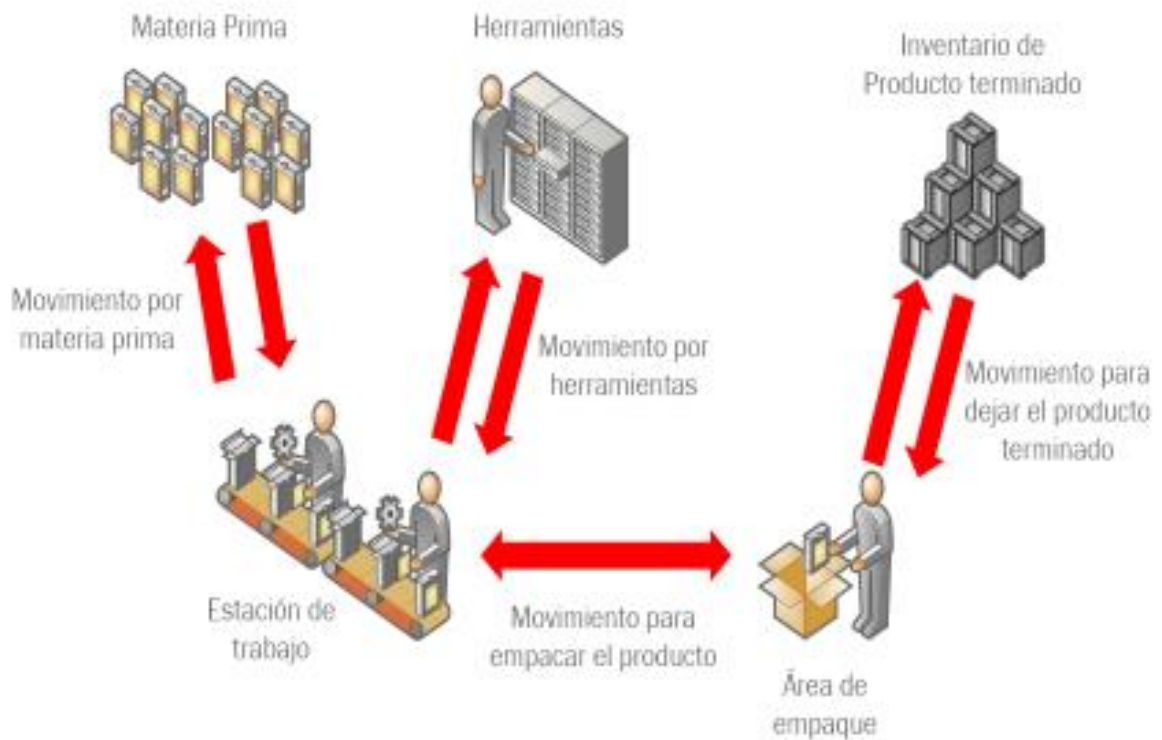 Materia Prima
Herramientas
Inventario de
Producto terminado
Movimiento por
materia prima
Movimiento por
herramientas
Movimiento para
dejar el producto
terminado
Estación de
trabajo
Movimiento para
empacar el producto
Área de
empaque